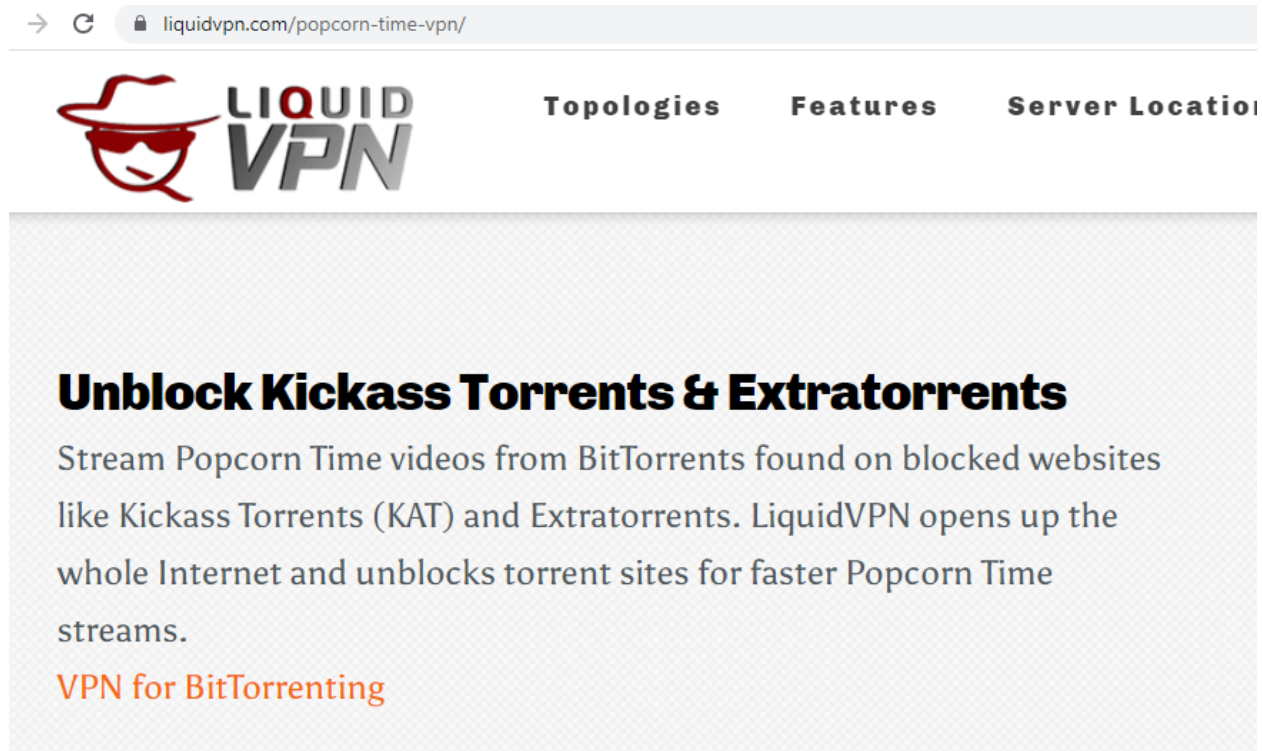 liquidvpn.com/popcorn-time-vpn/
LIQUID
VPN
Topologies Features Server Location
Unblock Kickass Torrents & Extratorrents
Stream Popcorn Time videos from BitTorrents found on blocked websites
like Kickass Torrents (KAT) and Extratorrents. LiquidVPN opens up the
whole Internet and unblocks torrent sites for faster Popcorn Time
streams.
VPN for BitTorrenting